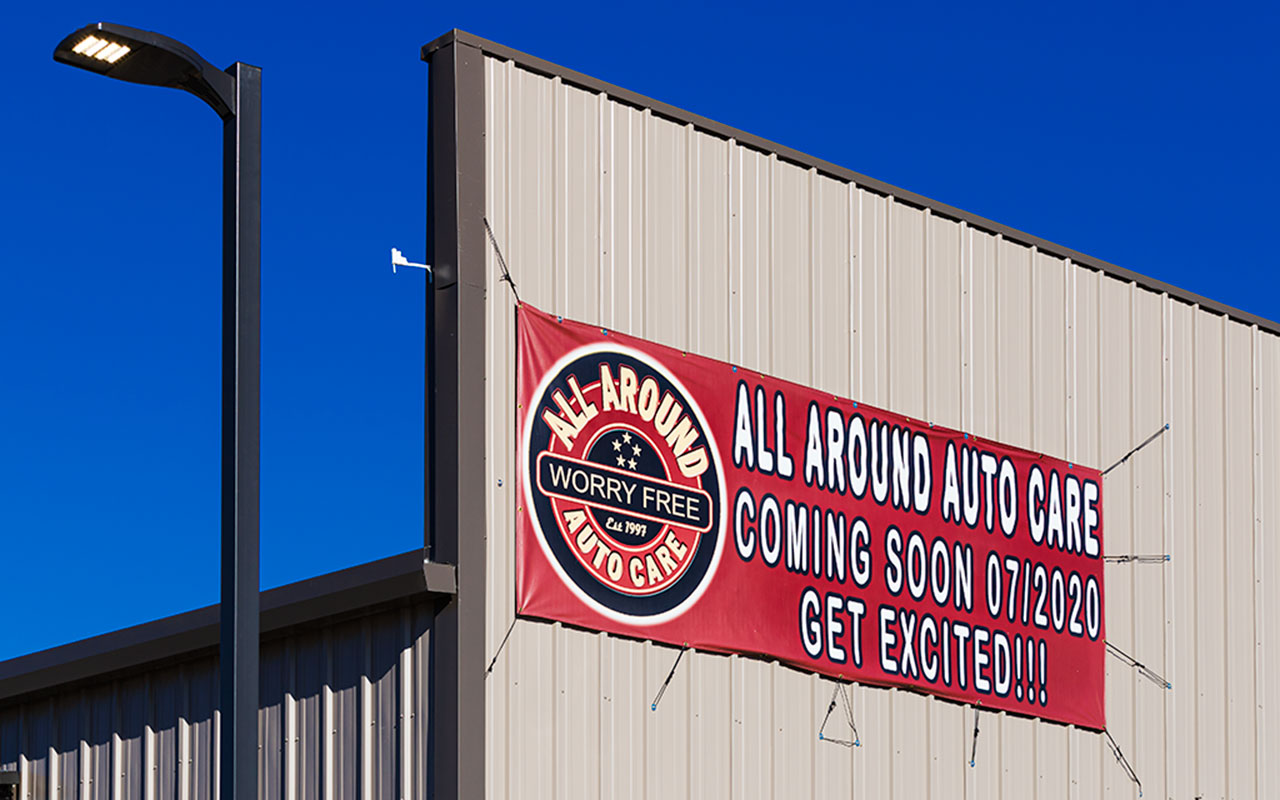 ALL AROUND
WORRY FREE
Est 1997
AUTO CARE
ALL AROUND AUTO CARE
COMING SOON 07/2020
GET EXCITED!!!